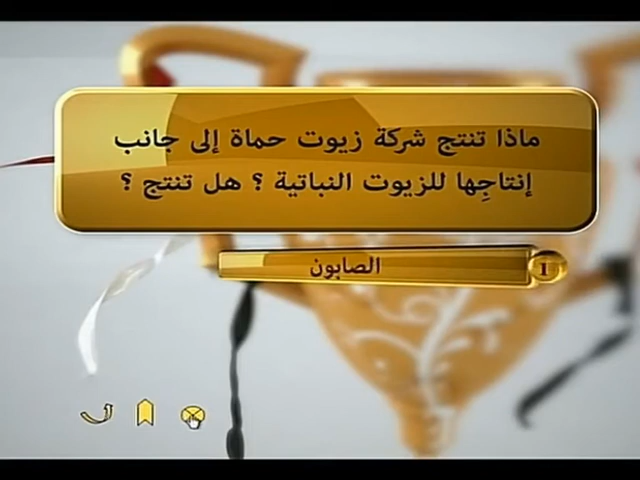 ماذا تنتج شركة زيوت حماة إلى جانب
إنتاجِها للزيوت النباتية ؟ هل تنتج ؟
1 الصابون